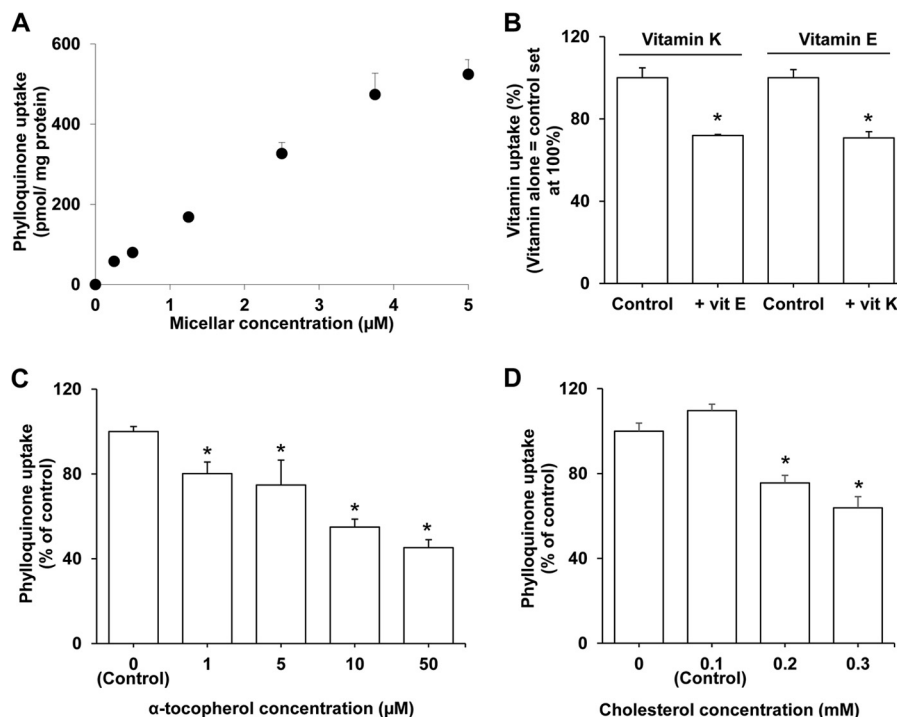 A
Phylloquinone uptake
(pmol/ mg protein)
600
400
200
0
0 1 2 3 4 5
Micellar concentration (µM)
B
Vitamin uptake (%)
(Vitamin alone = control set
at 100%)
120
80
40
0
Vitamin K Vitamin E
* *
Control + vit E Control + vit K
C
Phylloquinone uptake
(% of control)
120
80
40
0
* * * *
0 1 5 10 50
(Control)
α-tocopherol concentration (µM)
D
Phylloquinone uptake
(% of control)
120
80
40
0
* *
0 0.1 0.2 0.3
(Control)
Cholesterol concentration (mM)